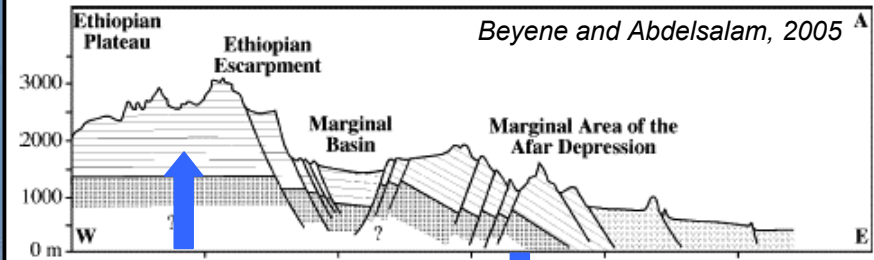 Ethiopian
Plateau
Beyene and Abdelsalam, 2005
A
Ethiopian
Escarpment
3000
Marginal
Basin
Marginal Area of the
Afar Depression
2000
1000
?
?
0 m
W
E